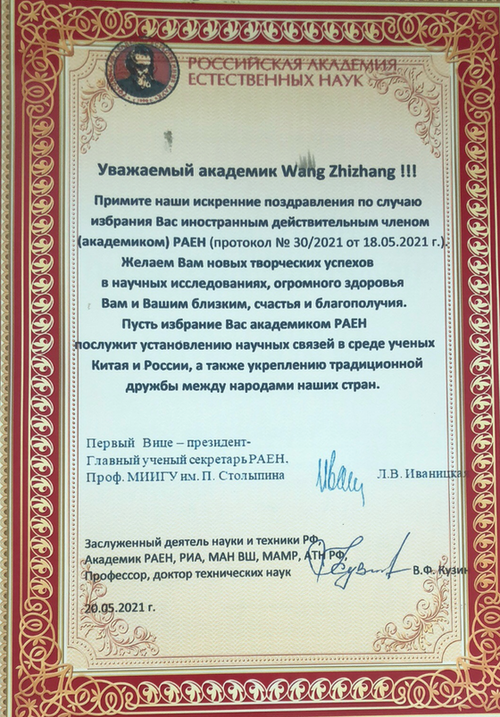 РОССИЙСКАЯ АКАДЕМИЯ
ЕСТЕСТВЕННЫХ НАУК
Уважаемый академик Wang Zhizhang !!!
Примите наши искренние поздравления по случаю
избрания Вас иностранным действительным членом
(академиком) РАЕН (протокол № 30/2021 от 18.05.2021 г.).
Желаем Вам новых творческих успехов
в научных исследованиях, огромного здоровья
Вам и Вашим близким, счастья и благополучия.
Пусть избрание Вас академиком РАЕН
послужит установлению научных связей в среде ученых
Китая и России, а также укреплению традиционной
дружбы между народами наших стран.
Первый Вице – президент-
Главный ученый секретарь РАЕН.
Проф. МИИГУ им. П. Столыпина Л.В. Иваницкая
Заслуженный деятель науки и техники РФ,
Академик РАЕН, РИА, МАН ВШ, МАМР, АТН РФ,
Профессор, доктор технических наук В.Ф. Кузин
20.05.2021 г.